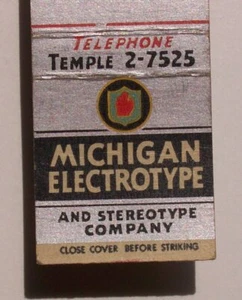 TELEPHONE
TEMPLE 2-7525
MICHIGAN
ELECTROTYPE
AND STEREOTYPE
COMPANY
CLOSE COVER BEFORE STRIKING